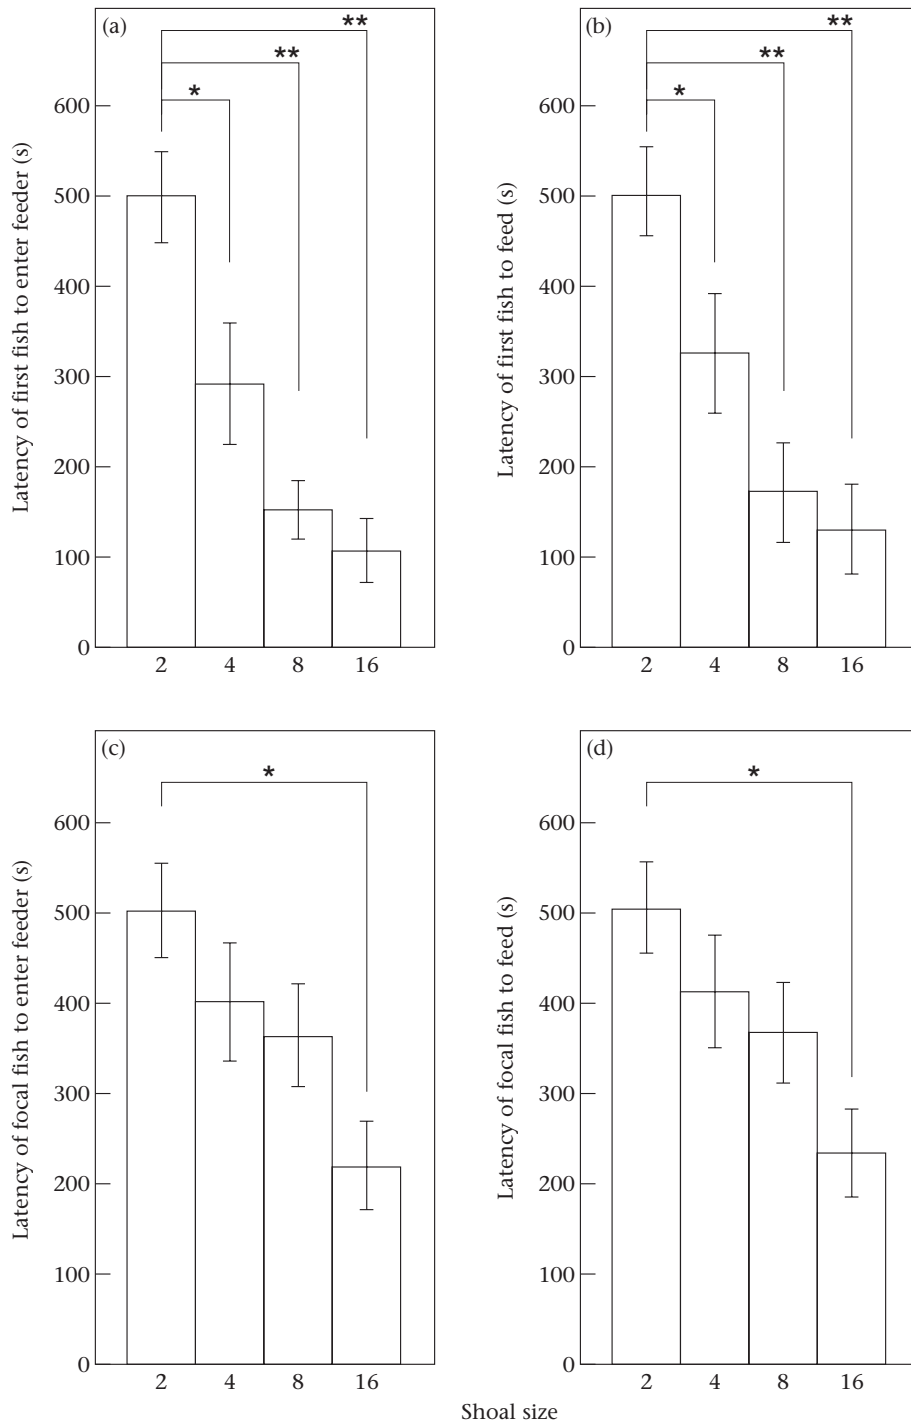 (a)
**
**
*
600
500
400
300
200
100
0
2 4 8 16
Latency of first fish to enter feeder (s)
(b)
**
**
*
600
500
400
300
200
100
0
2 4 8 16
Latency of first fish to feed (s)
(c)
*
600
500
400
300
200
100
0
2 4 8 16
Latency of focal fish to enter feeder (s)
(d)
*
600
500
400
300
200
100
0
2 4 8 16
Latency of focal fish to feed (s)
Shoal size